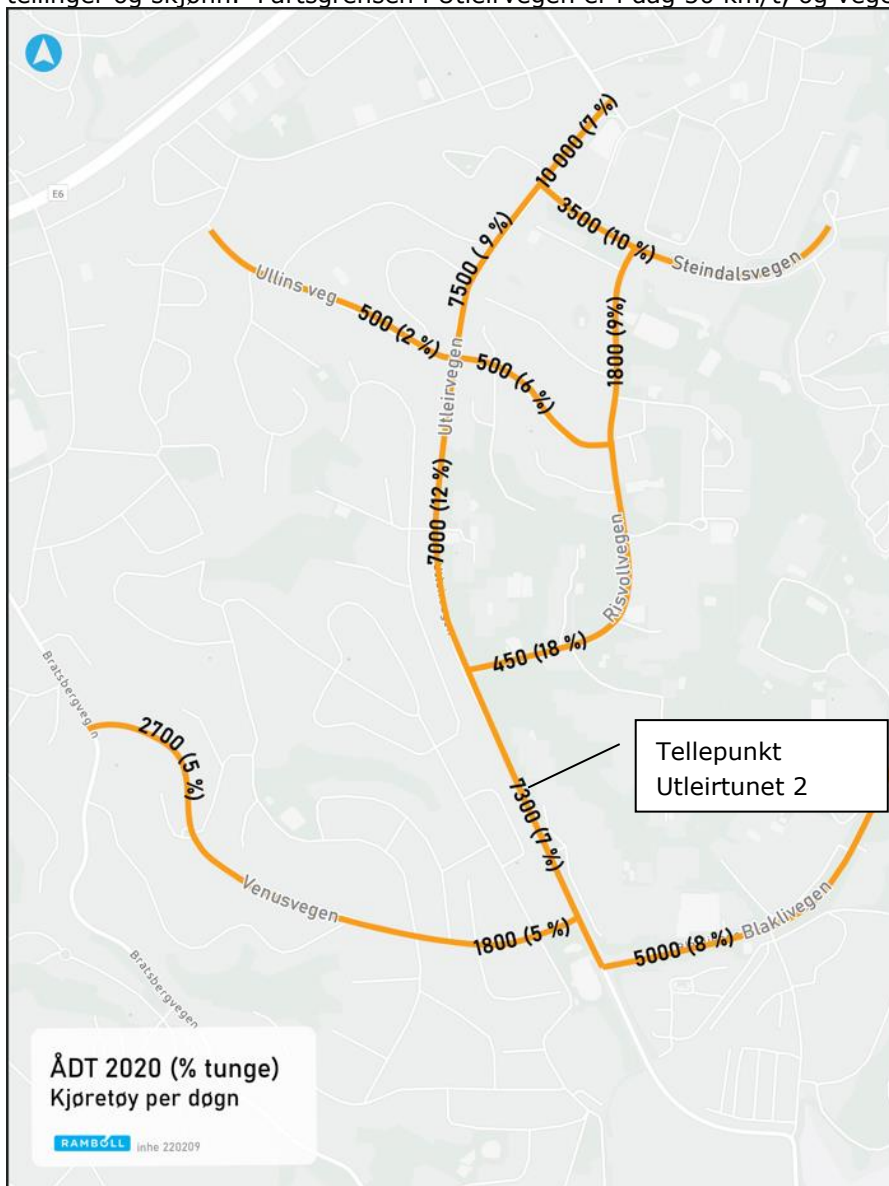 tellinger og skjønn. Fartsgrensen i Utleirvegen er i dag 50 km/t, og vege
E6
10 000 (7 %)
3500 (10 %)
Steindalsvegen
7500 ( 9 %)
Ullins veg
500 (2 %)
500 (6 %)
1800 (9%)
Utleirvegen
7000 (12 %)
Risvollvegen
450 (18 %)
Bratsbergvegen
2700 (5 %)
Tellepunkt
Utleirtunet 2
7300 (7 %)
Venusvegen
1800 (5 %)
5000 (8 %)
Blaklivegen
Bratsbergvegen
ÅDT 2020 (% tunge)
Kjøretøy per døgn
RAMBOLL inhe 220209